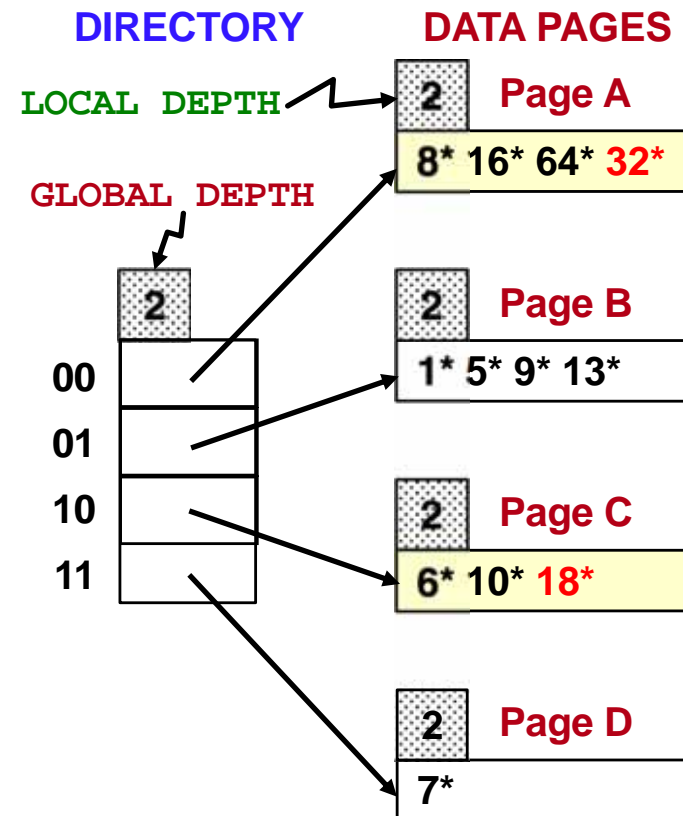 DIRECTORY DATA PAGES
LOCAL DEPTH 2 Page A
8* 16* 64* 32*
GLOBAL DEPTH
2
2 Page B
00
1* 5* 9* 13*
01
10
2 Page C
11
6* 10* 18*
2 Page D
7*